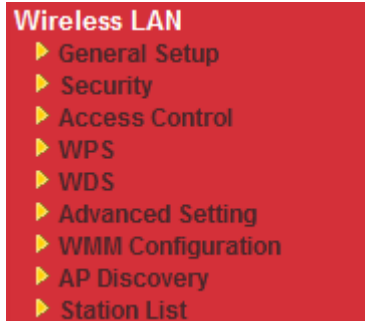 Wireless LAN
General Setup
Security
Access Control
WPS
WDS
Advanced Setting
WMM Configuration
AP Discovery
Station List